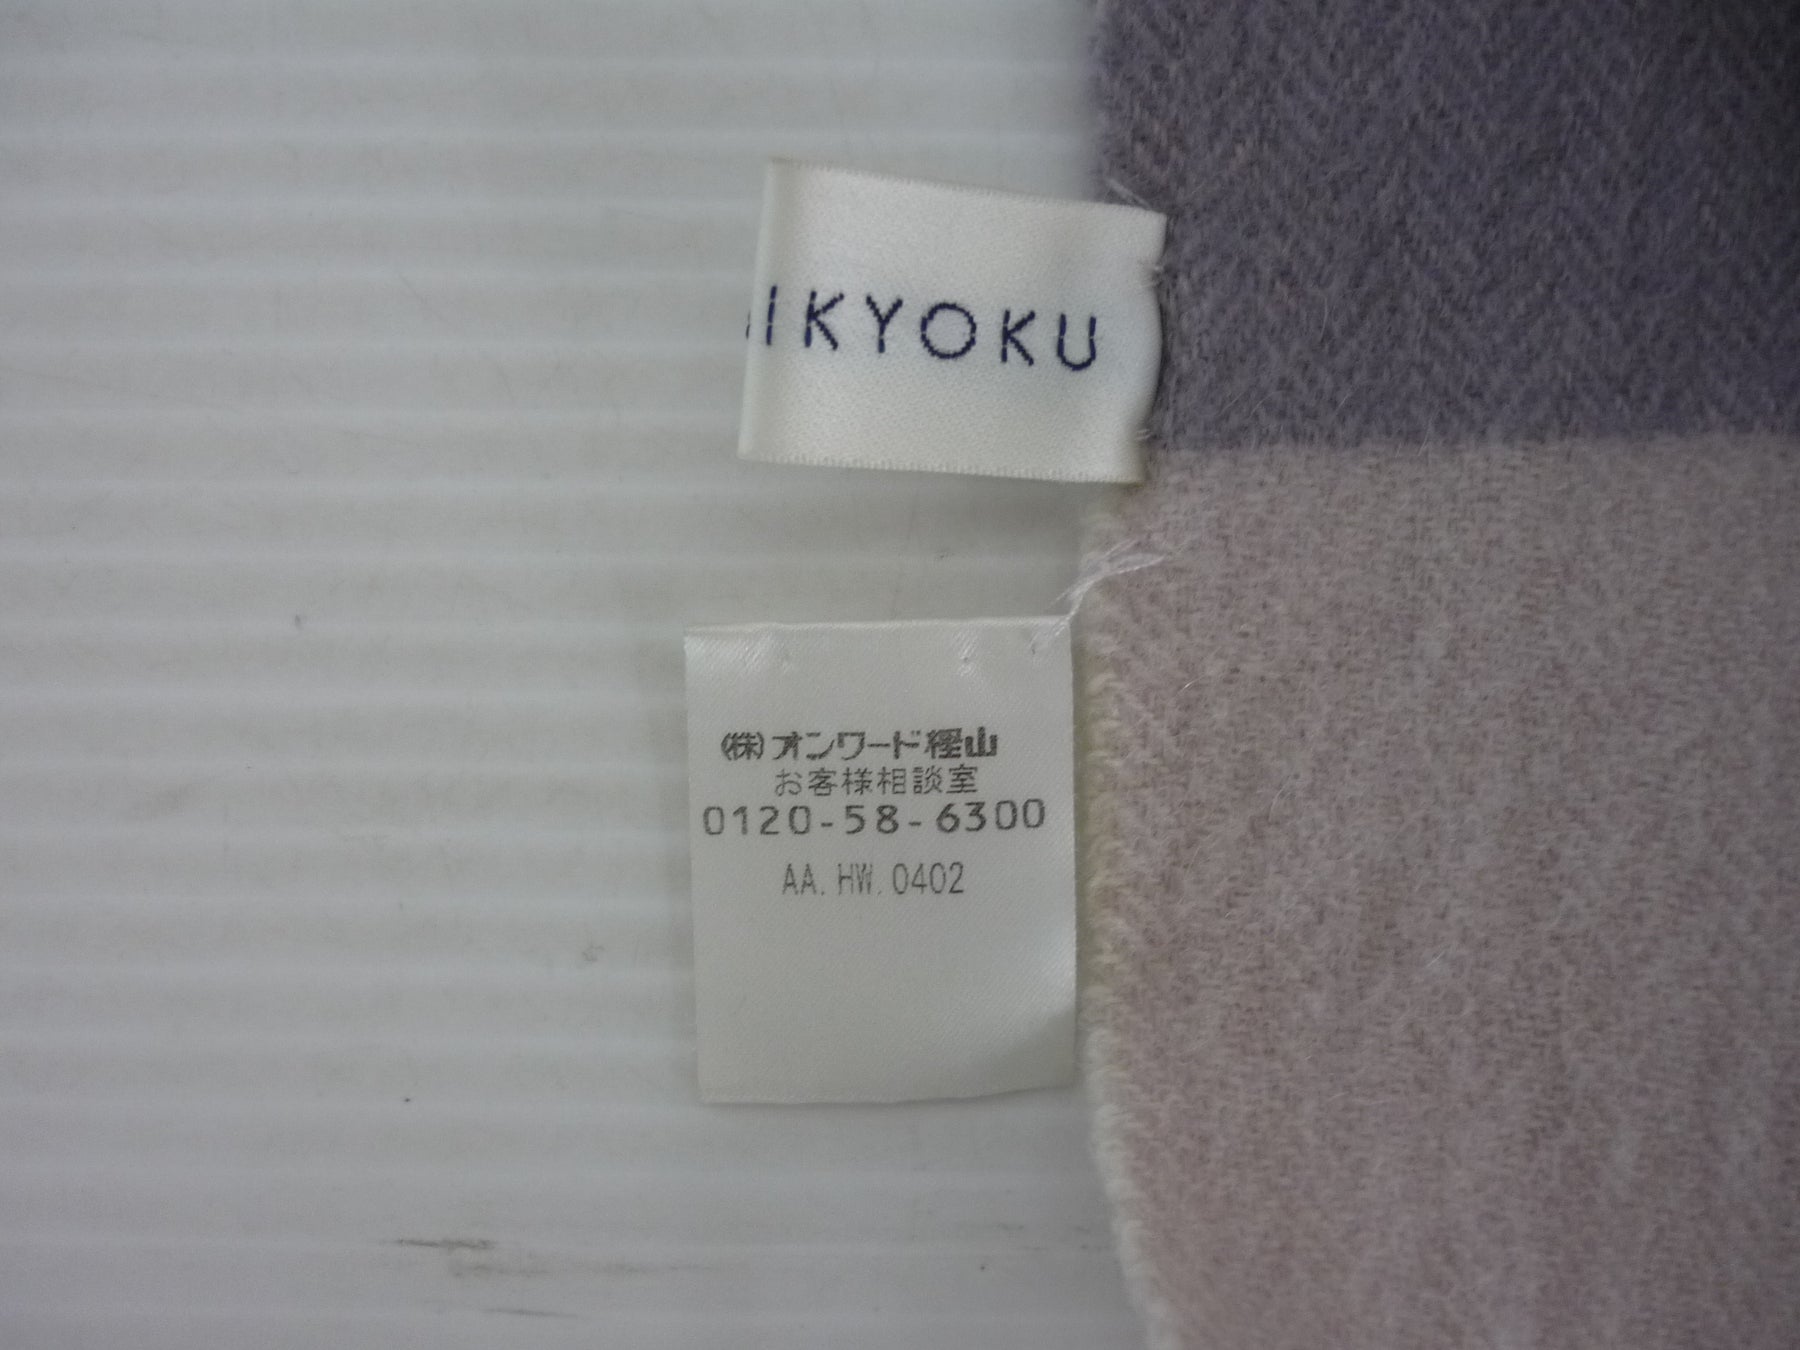 IKYOKU
(株)オンワード樫山
お客様相談室
0120-58-6300
AA. HW. 0402